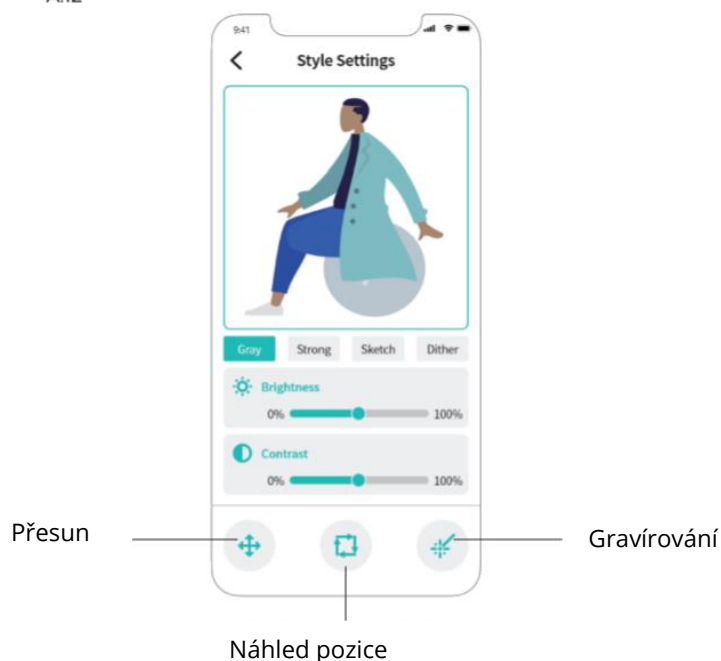 9:41
Style Settings
Gray Strong Sketch Dither
Brightness
0% 100%
Contrast
0% 100%
Přesun
Gravírování
Náhled pozice